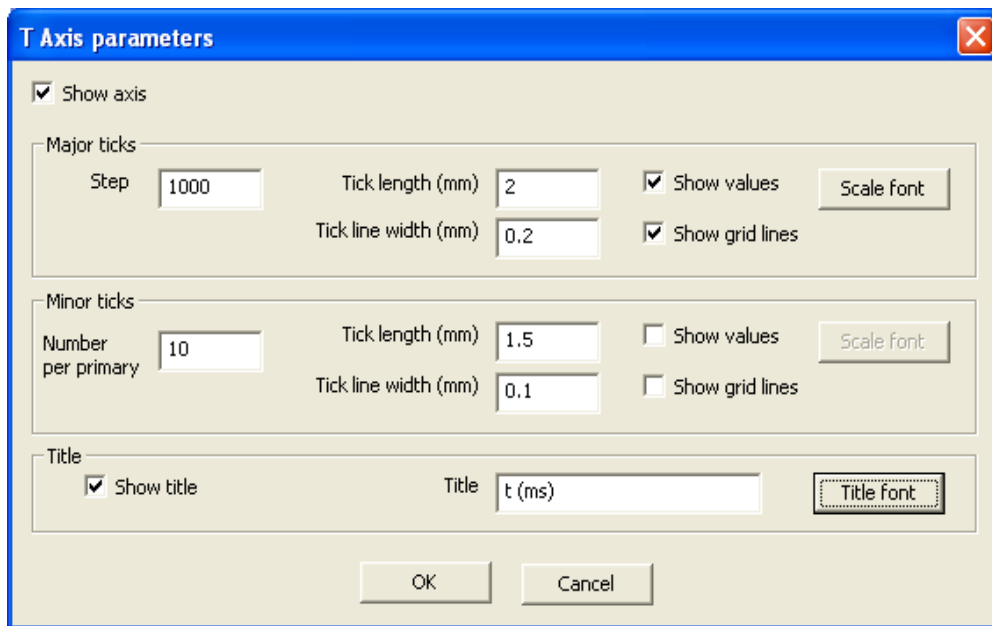 T Axis parameters
Show axis
Major ticks
Step 1000 Tick length (mm) 2 Show values Scale font
Tick line width (mm) 0.2 Show grid lines
Minor ticks
Number per primary 10 Tick length (mm) 1.5 Show values Scale font
Tick line width (mm) 0.1 Show grid lines
Title
Show title Title t (ms) Title font
OK Cancel